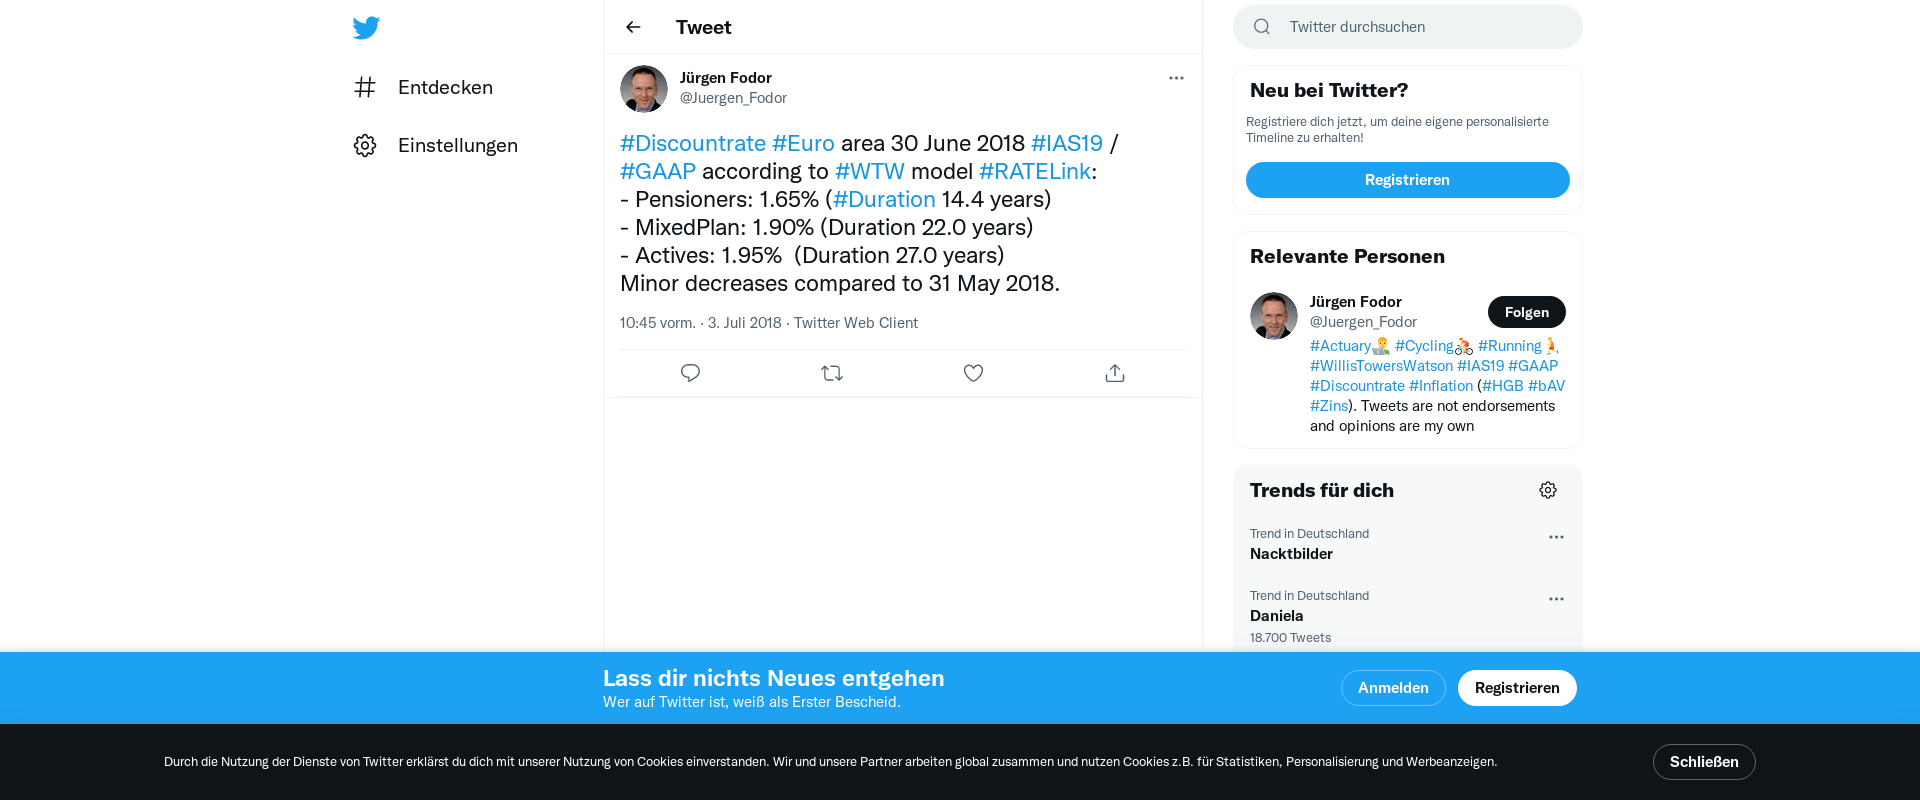 Entdecken
Einstellungen
Tweet
Jürgen Fodor
@Juergen_Fodor
#Discountrate #Euro area 30 June 2018 #IAS19 /
#GAAP according to #WTW model #RATELink:
- Pensioners: 1.65% (#Duration 14.4 years)
- MixedPlan: 1.90% (Duration 22.0 years)
- Actives: 1.95%  (Duration 27.0 years)
Minor decreases compared to 31 May 2018.
10:45 vorm. · 3. Juli 2018 · Twitter Web Client
Twitter durchsuchen
Neu bei Twitter?
Registriere dich jetzt, um deine eigene personalisierte
Timeline zu erhalten!
Registrieren
Relevante Personen
Jürgen Fodor
@Juergen_Fodor
Folgen
#Actuary #Cycling #Running
#WillisTowersWatson #IAS19 #GAAP
#Discountrate #Inflation (#HGB #bAV
#Zins). Tweets are not endorsements
and opinions are my own
Trends für dich
Trend in Deutschland
Nacktbilder
Trend in Deutschland
Daniela
18.700 Tweets
Lass dir nichts Neues entgehen
Wer auf Twitter ist, weiß als Erster Bescheid.
Anmelden
Registrieren
Durch die Nutzung der Dienste von Twitter erklärst du dich mit unserer Nutzung von Cookies einverstanden. Wir und unsere Partner arbeiten global zusammen und nutzen Cookies z.B. für Statistiken, Personalisierung und Werbeanzeigen.
Schließen